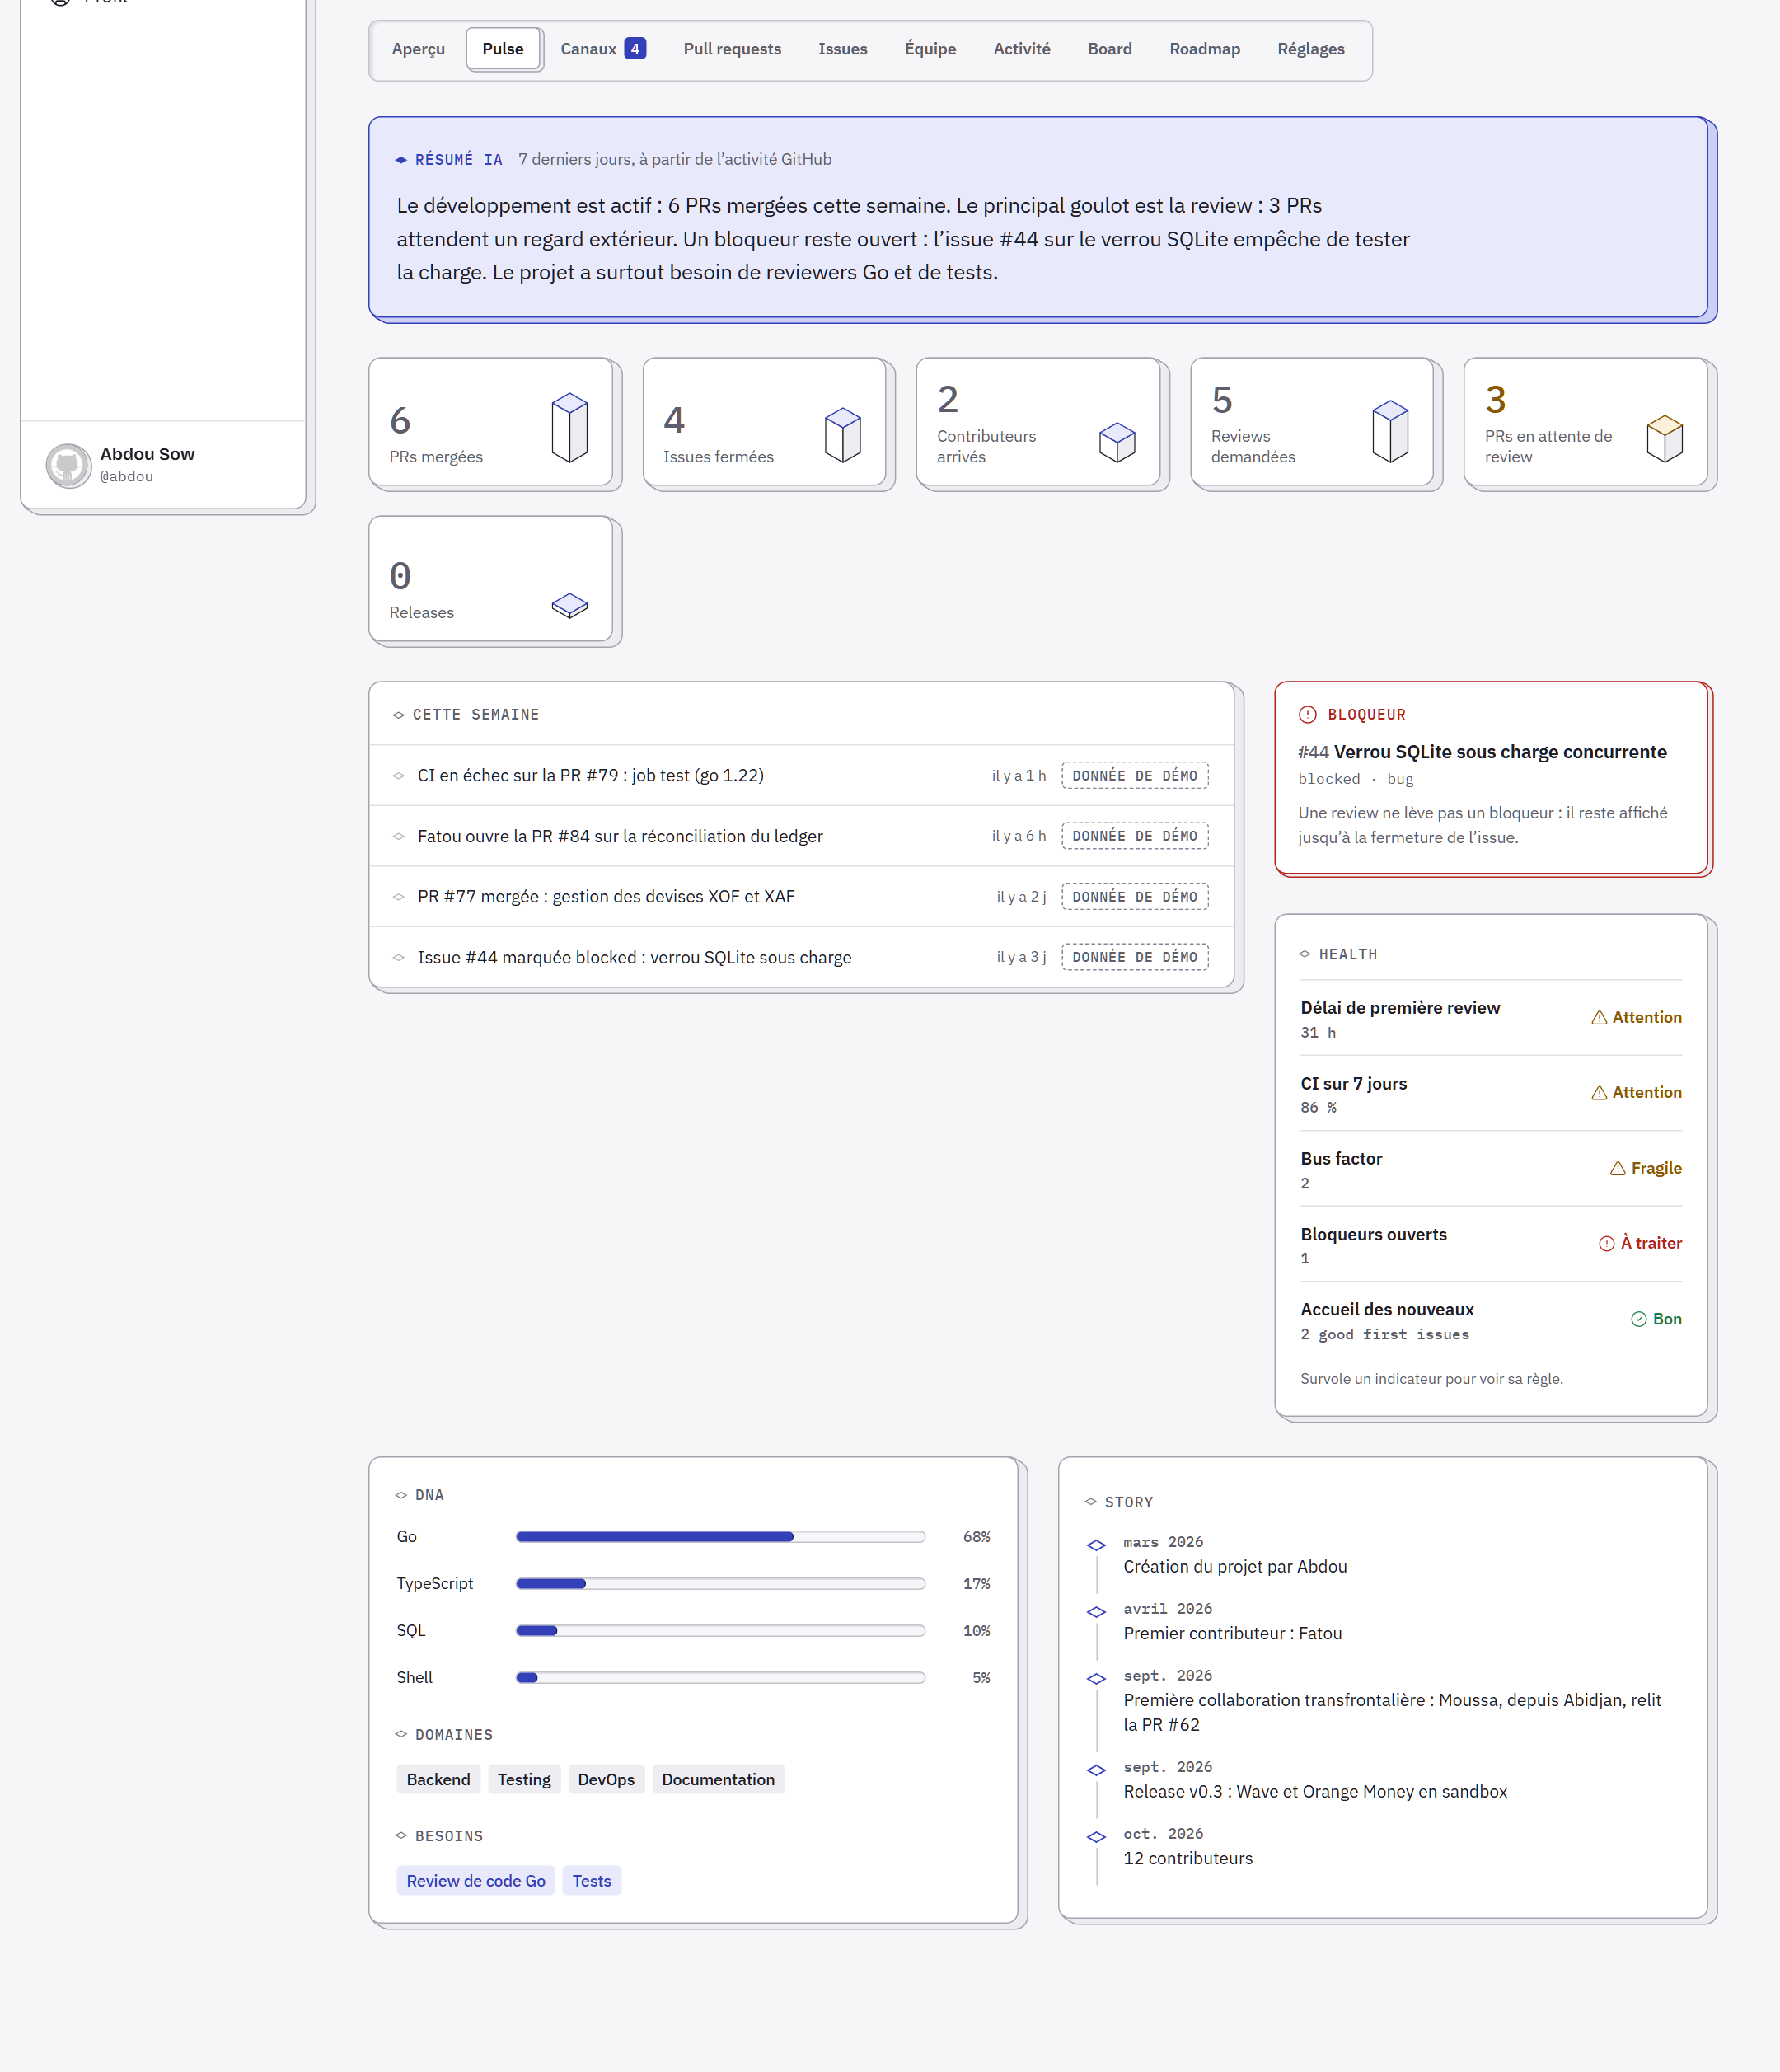 Aperçu Pulse Canaux 4 Pull requests Issues Équipe Activité Board Roadmap Réglages
RÉSUMÉ IA 7 derniers jours, à partir de l’activité GitHub
Le développement est actif : 6 PRs mergées cette semaine. Le principal goulot est la review : 3 PRs
attendent un regard extérieur. Un bloqueur reste ouvert : l’issue #44 sur le verrou SQLite empêche de tester
la charge. Le projet a surtout besoin de reviewers Go et de tests.
Abdou Sow
@abdou
6
PRs mergées
4
Issues fermées
2
Contributeurs
arrivés
5
Reviews
demandées
3
PRs en attente de
review
0
Releases
CETTE SEMAINE
CI en échec sur la PR #79 : job test (go 1.22) il y a 1 h DONNÉE DE DÉMO
Fatou ouvre la PR #84 sur la réconciliation du ledger il y a 6 h DONNÉE DE DÉMO
PR #77 mergée : gestion des devises XOF et XAF il y a 2 j DONNÉE DE DÉMO
Issue #44 marquée blocked : verrou SQLite sous charge il y a 3 j DONNÉE DE DÉMO
BLOQUEUR
#44 Verrou SQLite sous charge concurrente
blocked · bug
Une review ne lève pas un bloqueur : il reste affiché
jusqu’à la fermeture de l’issue.
HEALTH
Délai de première review
31 h
Attention
CI sur 7 jours
86 %
Attention
Bus factor
2
Fragile
Bloqueurs ouverts
1
À traiter
Accueil des nouveaux
2 good first issues
Bon
Survole un indicateur pour voir sa règle.
DNA
Go 68%
TypeScript 17%
SQL 10%
Shell 5%
DOMAINES
Backend Testing DevOps Documentation
BESOINS
Review de code Go Tests
STORY
mars 2026
Création du projet par Abdou
avril 2026
Premier contributeur : Fatou
sept. 2026
Première collaboration transfrontalière : Moussa, depuis Abidjan, relit
la PR #62
sept. 2026
Release v0.3 : Wave et Orange Money en sandbox
oct. 2026
12 contributeurs